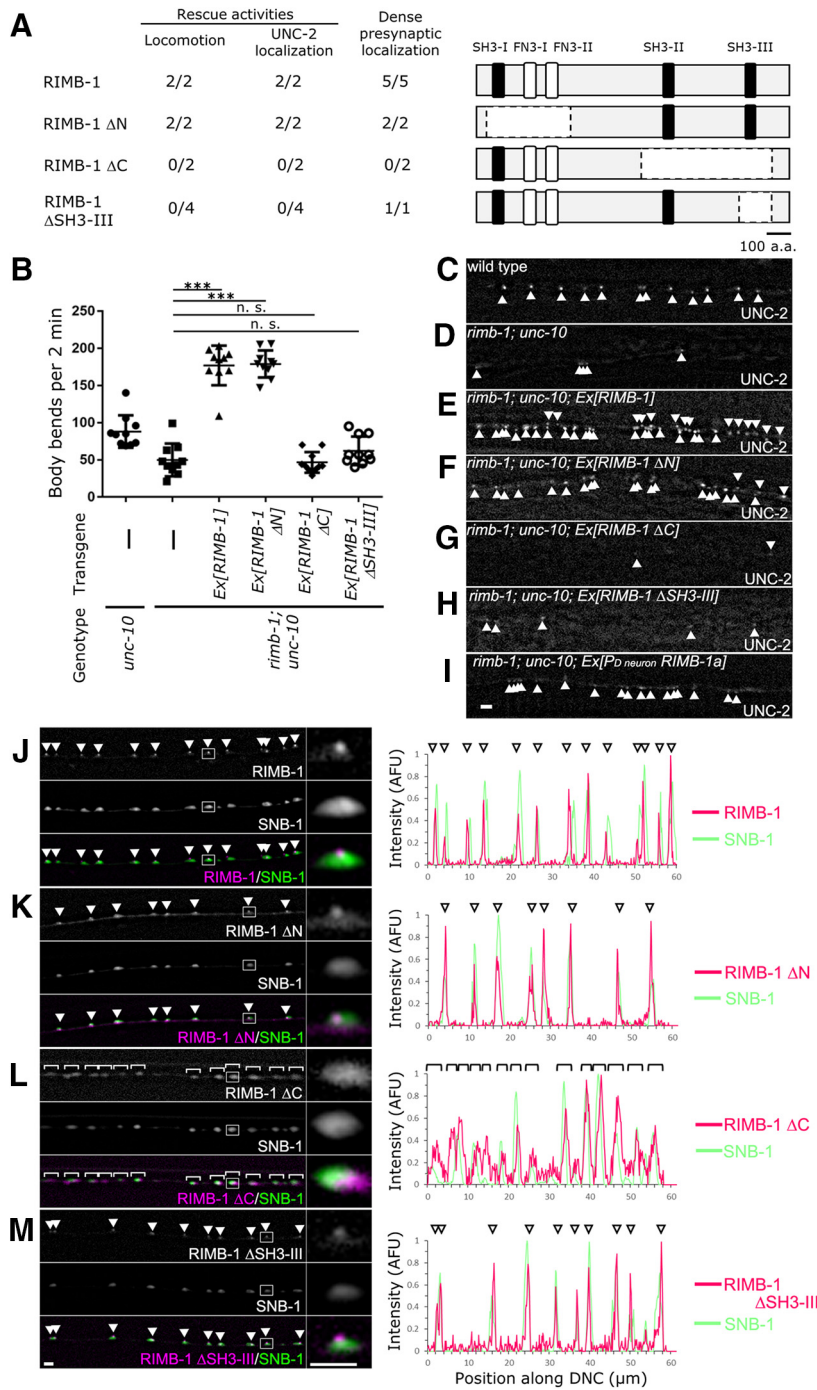 A
Rescue activities
Dense presynaptic localization
Locomotion
UNC-2 localization
RIMB-1 2/2 2/2 5/5
RIMB-1 ΔN 2/2 2/2 2/2
RIMB-1 ΔC 0/2 0/2 0/2
RIMB-1 ΔSH3-III 0/4 0/4 1/1
SH3-I FN3-I FN3-II SH3-II SH3-III
100 a.a.
B
Body bends per 2 min
250
200
150
100
50
0
***
***
n. s.
n. s.
Transgene
— — Ex[RIMB-1] Ex[RIMB-1 ΔN] Ex[RIMB-1 ΔC] Ex[RIMB-1 ΔSH3-III]
Genotype
unc-10
rimb-1; unc-10
C
wild type
UNC-2
D
rimb-1; unc-10
UNC-2
E
rimb-1; unc-10; Ex[RIMB-1]
UNC-2
F
rimb-1; unc-10; Ex[RIMB-1 ΔN]
UNC-2
G
rimb-1; unc-10; Ex[RIMB-1 ΔC]
UNC-2
H
rimb-1; unc-10; Ex[RIMB-1 ΔSH3-III]
UNC-2
I
rimb-1; unc-10; Ex[PD neuron RIMB-1a]
UNC-2
J
RIMB-1
SNB-1
RIMB-1/SNB-1
Intensity (AFU)
1
0.8
0.6
0.4
0.2
0
0 10 20 30 40 50 60
RIMB-1
SNB-1
K
RIMB-1 ΔN
SNB-1
RIMB-1 ΔN/SNB-1
Intensity (AFU)
1
0.8
0.6
0.4
0.2
0
0 10 20 30 40 50 60
RIMB-1 ΔN
SNB-1
L
RIMB-1 ΔC
SNB-1
RIMB-1 ΔC/SNB-1
Intensity (AFU)
1
0.8
0.6
0.4
0.2
0
0 10 20 30 40 50 60
RIMB-1 ΔC
SNB-1
M
RIMB-1 ΔSH3-III
SNB-1
RIMB-1 ΔSH3-III/SNB-1
Intensity (AFU)
1
0.8
0.6
0.4
0.2
0
0 10 20 30 40 50 60
Position along DNC (μm)
RIMB-1
ΔSH3-III
SNB-1